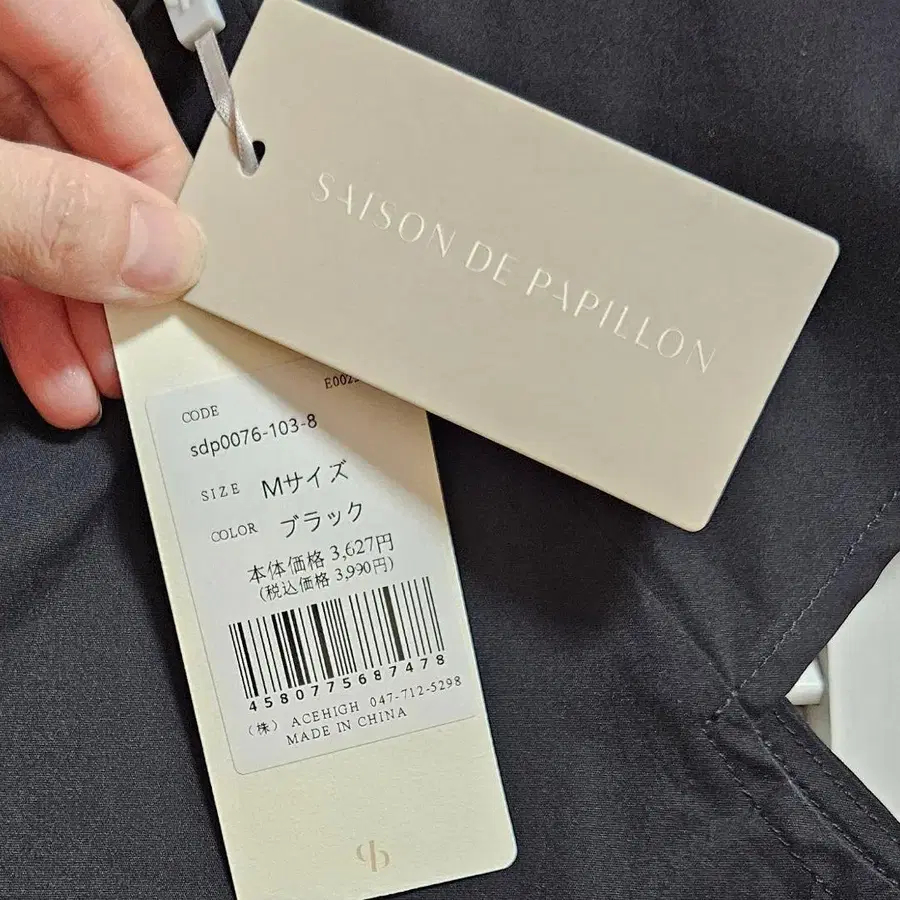 SAISON DE PAPILLON
CODE
sdp0076-103-8
SIZE Mサイズ
COLOR ブラック
本体価格 3,627円
(税込価格 3,990円)
4580775687478
(株) ACEHIGH 047-712-5298
MADE IN CHINA